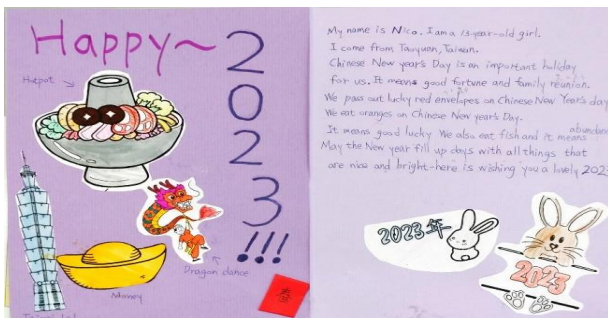 Happy~
2023!!!
Hotpot
Dragon dance
Money
My name is Nico. I am a 13-year-old girl.
I come from Taoyuan, Taiwan.
Chinese New year's Day is an important holiday
for us. It means good fortune and family reunion.
We pass out lucky red envelopes on Chinese New Year's day
We eat oranges on Chinese New year's Day.
It means good lucky We also eat fish and it means abundan
May the New year fill up days with all things that
are nice and bright-here is wishing you a lovely 2023
2023年
2023